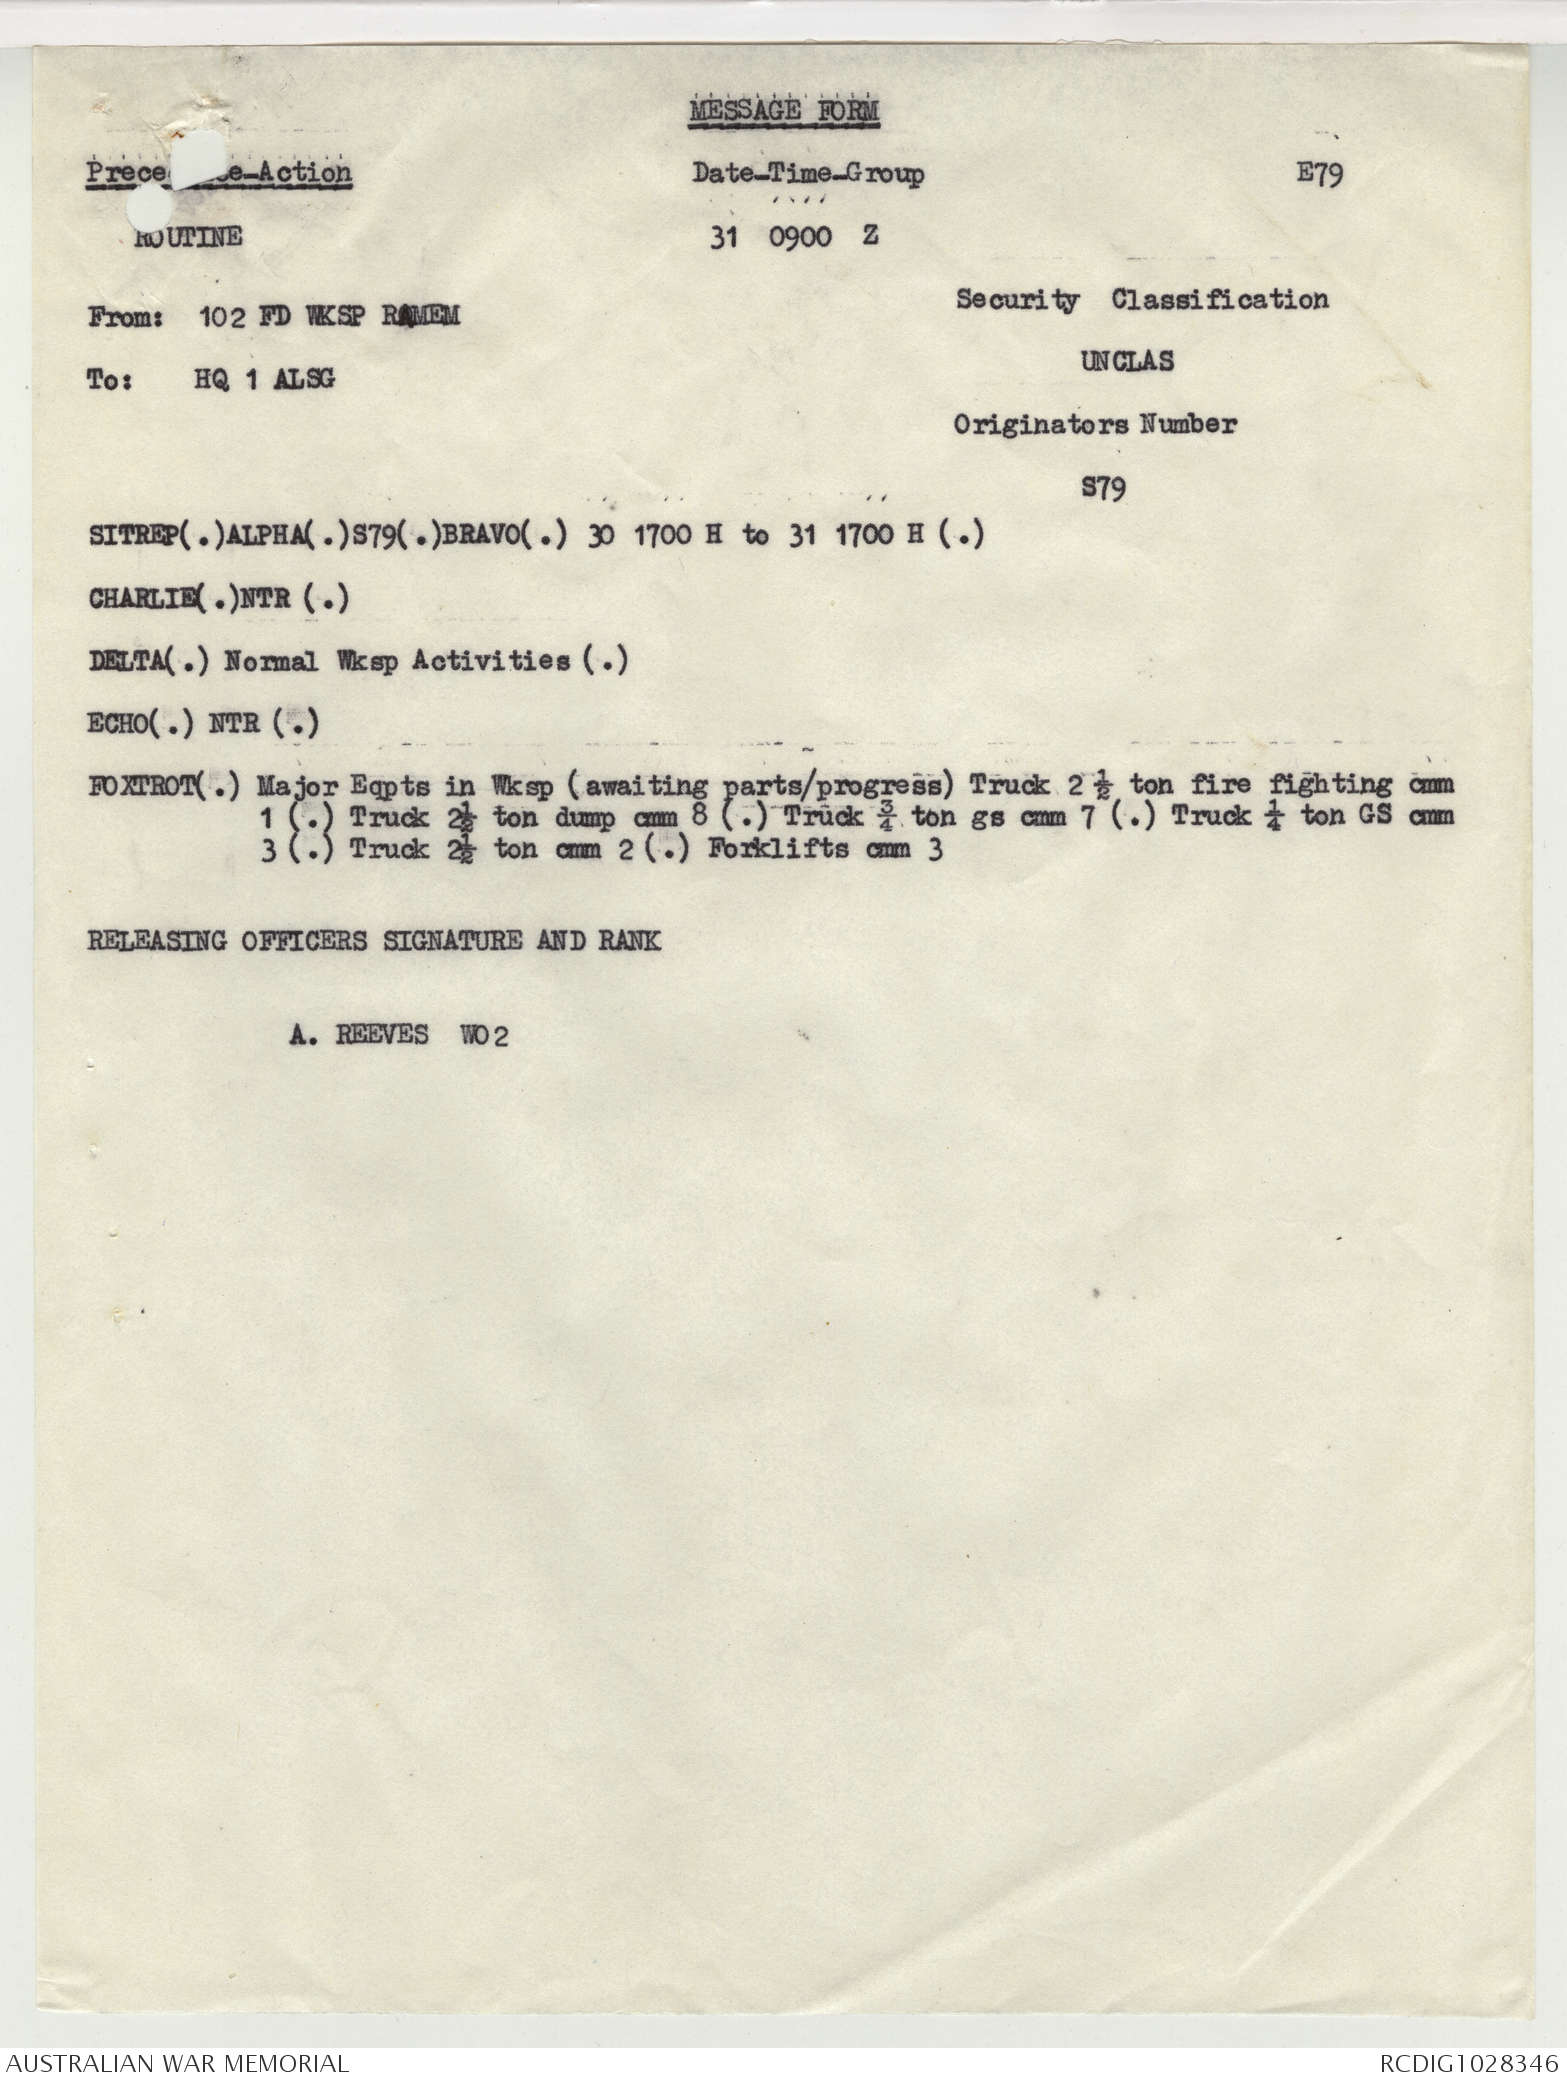 MESSAGE FORM
Prece e-Action Date-Time-Group E79
ROUTINE 31 0900 Z
Security Classification
From: 102 FD WKSP RAMEM
UNCLAS
To: HQ 1 ALSG
Originators Number
S79
SITREP(.)ALPHA(.)S79(.)BRAVO(.) 30 1700 H to 31 1700 H (.)
CHARLIE(.)NTR (.)
DELTA(.) Normal Wksp Activities (.)
ECHO(.) NTR (.)
FOXTROT(.) Major Eqpts in Wksp (awaiting parts/progress) Truck 2 ½ ton fire fighting cmm
1 (.) Truck 2½ ton dump cmm 8 (.) Truck ¾ ton gs cmm 7 (.) Truck ¼ ton GS cmm
3 (.) Truck 2½ ton cmm 2 (.) Forklifts cmm 3
RELEASING OFFICERS SIGNATURE AND RANK
A. REEVES WO2
AUSTRALIAN WAR MEMORIAL RCDIG1028346